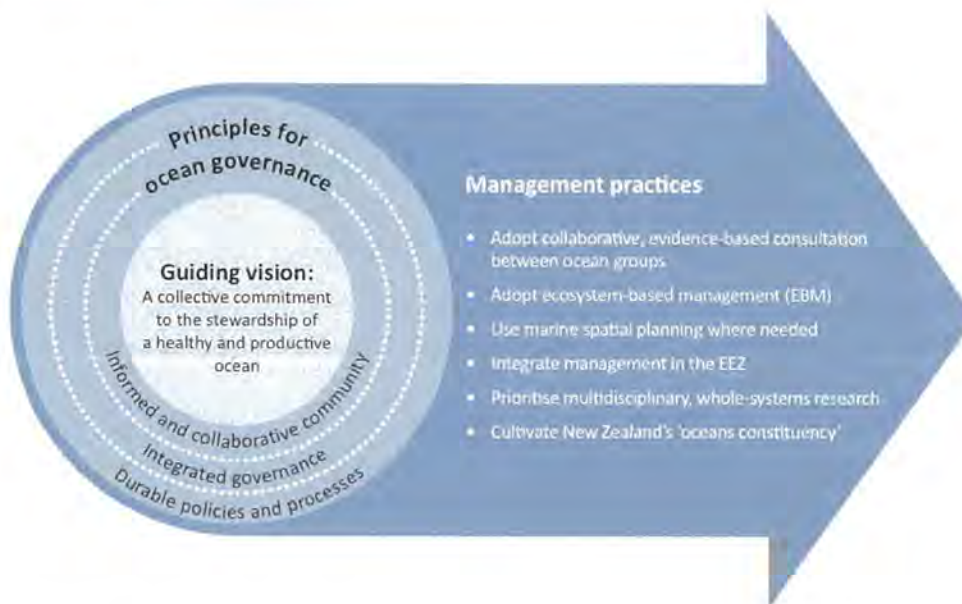 Principles for
ocean governance
Guiding vision:
A collective commitment
to the stewardship of
a healthy and productive
ocean
Informed and collaborative community
Integrated governance
Durable policies and processes
Management practices
• Adopt collaborative, evidence-based consultation
between ocean groups
• Adopt ecosystem-based management (EBM)
• Use marine spatial planning where needed
• Integrate management in the EEZ
• Prioritise multidisciplinary, whole-systems research
• Cultivate New Zealand's 'oceans constituency'